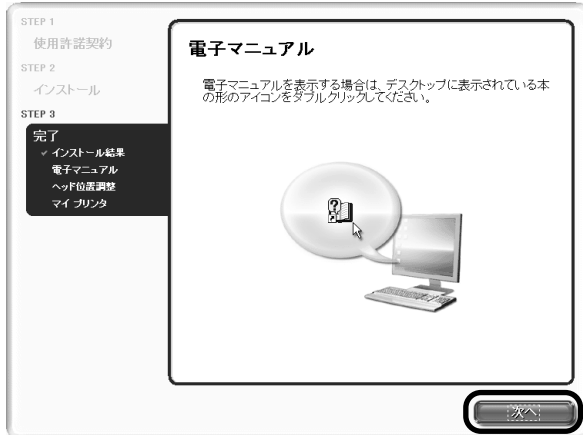 STEP 1
使用許諾契約
STEP 2
インストール
STEP 3
完了
✓ インストール結果
電子マニュアル
ヘッド位置調整
マイ プリンタ
電子マニュアル
電子マニュアルを表示する場合は、デスクトップに表示されている本
の形のアイコンをダブルクリックしてください。
次へ